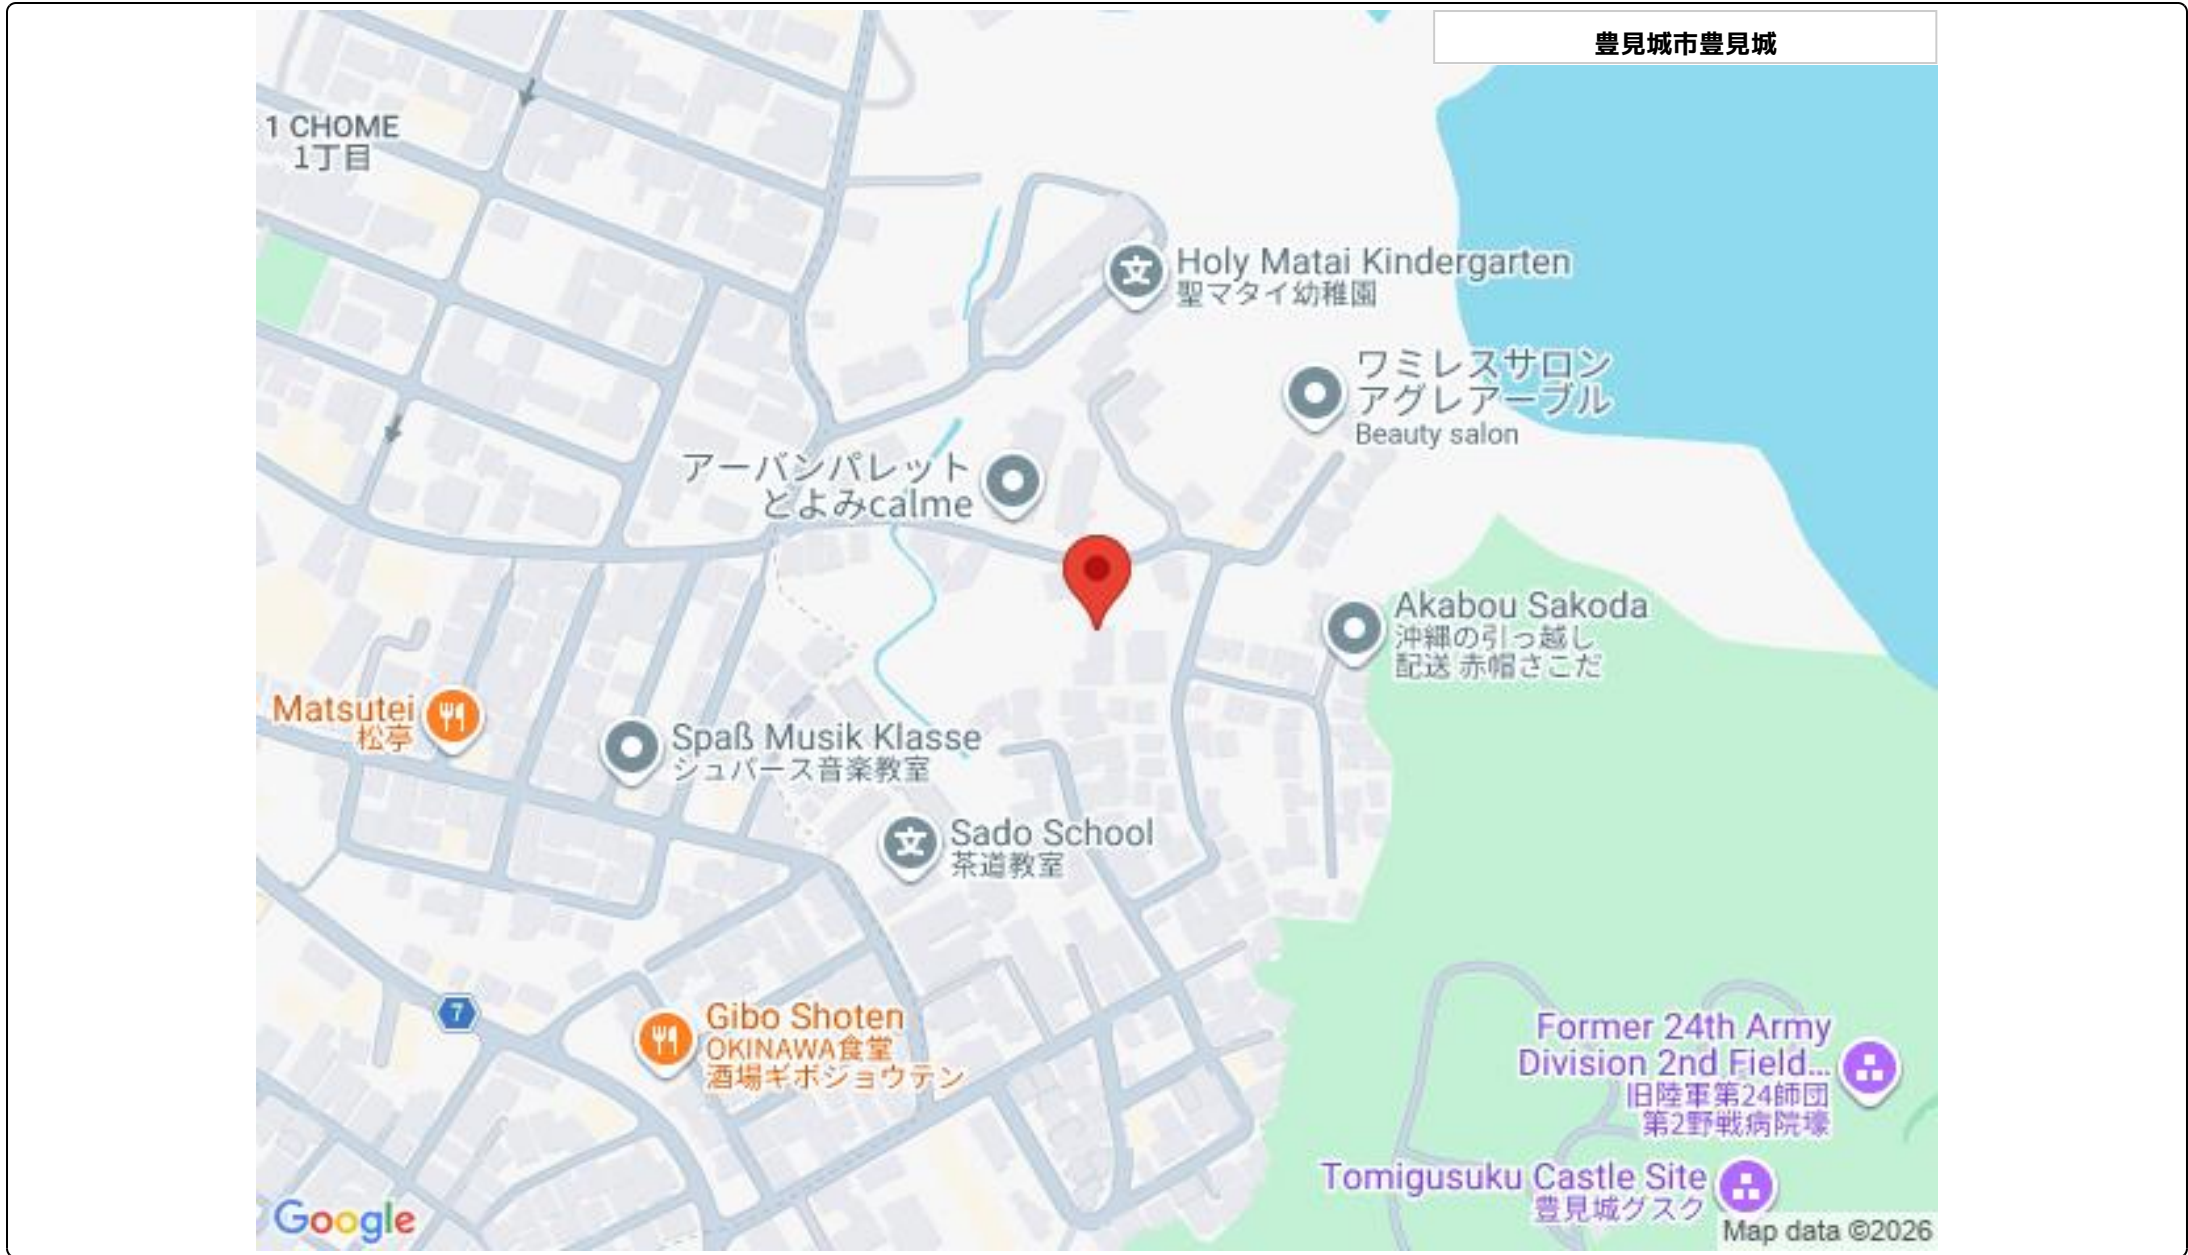 豊見城市豊見城
1 CHOME
1丁目
Holy Matai Kindergarten
聖マタイ幼稚園
ワミレスサロン
アグレアーブル
Beauty salon
アーバンパレット
とよみcalme
Akabou Sakoda
沖縄の引っ越し
配送 赤帽さこだ
Matsutei
松亭
Spaß Musik Klasse
シュパース音楽教室
Sado School
茶道教室
7
Gibo Shoten
OKINAWA食堂
酒場ギボショウテン
Former 24th Army
Division 2nd Field...
旧陸軍第24師団
第2野戦病院壕
Tomigusuku Castle Site
豊見城グスク
Google
Map data ©2026